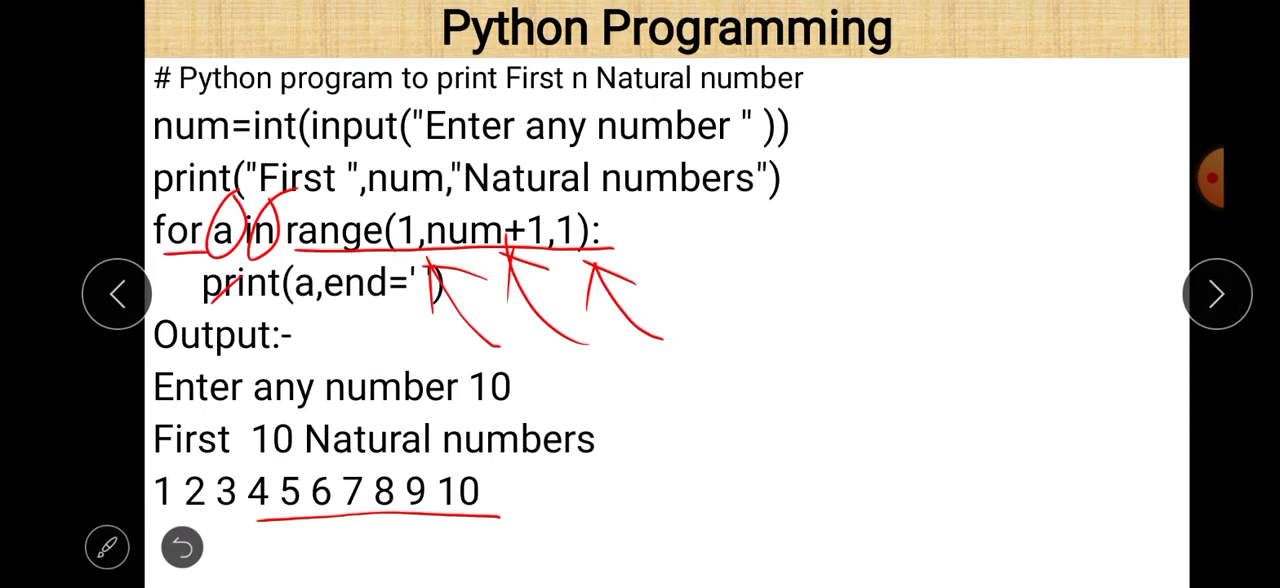 Python Programming
# Python program to print First n Natural number
num=int(input("Enter any number " ))
print("First ",num,"Natural numbers")
for a in range(1,num+1,1):
print(a,end=' ')
Output:-
Enter any number 10
First  10 Natural numbers
1 2 3 4 5 6 7 8 9 10